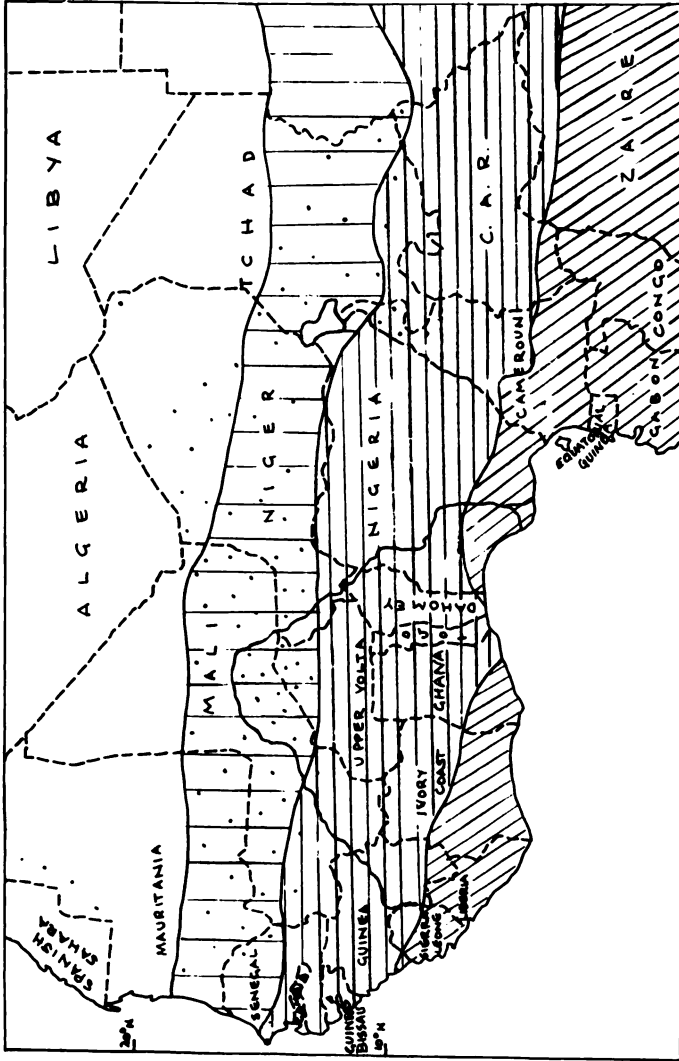 LIBYA
ALGERIA
TCHAD
NIGER
MALI
MAURITANIA
SPANISH
SAHARA
SENEGAL
NIGERIA
UPPER VOLTA
DAHOMEY
TOGO
GHANA
IVORY
COAST
GUINEA
GUINEA
BISSAU
SIERRA
LEONE
LIBERIA
C. A. R.
CAMEROUN
EQUATORIAL
GUINEA
GABON
CONGO
ZAIRE
20°N
10°N